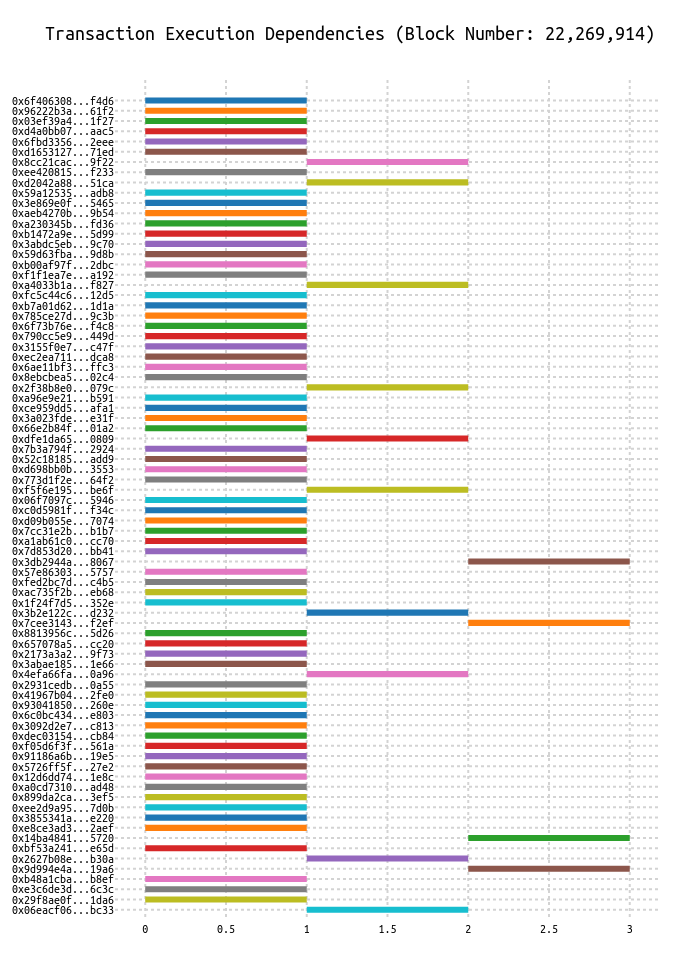 Transaction Execution Dependencies (Block Number: 22,269,914)
0x6f406308...f4d6
0x96222b3a...61f2
0x03ef39a4...1f27
0xd4a0bb07...aac5
0x6fbd3356...2eee
0xd1653127...71ed
0x8cc21cac...9f22
0xee420815...f233
0xd2042a88...51ca
0x59a12535...adb8
0x3e869e0f...5465
0xaeb4270b...9b54
0xa230345b...fd36
0xb1472a9e...5d99
0x3abdc5eb...9c70
0x59d63fba...9d8b
0xb00af97f...2dbc
0xf1f1ea7e...a192
0xa4033b1a...f827
0xfc5c44c6...12d5
0xb7a01d62...1d1a
0x785ce27d...9c3b
0x6f73b76e...f4c8
0x790cc5e9...449d
0x3155f0e7...c47f
0xec2ea711...dca8
0x6ae11bf3...ffc3
0x8ebcbea5...02c4
0x2f38b8e0...079c
0xa96e9e21...b591
0xce959dd5...afa1
0x3a023fde...e31f
0x66e2b84f...01a2
0xdfe1da65...0809
0x7b3a794f...2924
0x52c18185...add9
0xd698bb0b...3553
0x773d1f2e...64f2
0xf5f6e195...be6f
0x06f7097c...5946
0xc0d5981f...f34c
0xd09b055e...7074
0x7cc31e2b...b1b7
0xa1ab61c0...cc70
0x7d853d20...bb41
0x3db2944a...8067
0x57e86303...5757
0xfed2bc7d...c4b5
0xac735f2b...eb68
0x1f24f7d5...352e
0x3b2e122c...d232
0x7cee3143...f2ef
0x8813956c...5d26
0x657078a5...cc20
0x2173a3a2...9f73
0x3abae185...1e66
0x4efa66fa...0a96
0x2931cedb...0a55
0x41967b04...2fe0
0x93041850...260e
0x6c0bc434...e803
0x3092d2e7...c813
0xdec03154...cb84
0xf05d6f3f...561a
0x91186a6b...19e5
0x5726ff5f...27e2
0x12d6dd74...1e8c
0xa0cd7310...ad48
0x899da2ca...3ef5
0xee2d9a95...7d0b
0x3855341a...e220
0xe8ce3ad3...2aef
0x14ba4841...5720
0xbf53a241...e65d
0x2627b08e...b30a
0x9d994e4a...19a6
0xb48a1cba...b8ef
0xe3c6de3d...6c3c
0x29f8ae0f...1da6
0x06eacf06...bc33
0 0.5 1 1.5 2 2.5 3